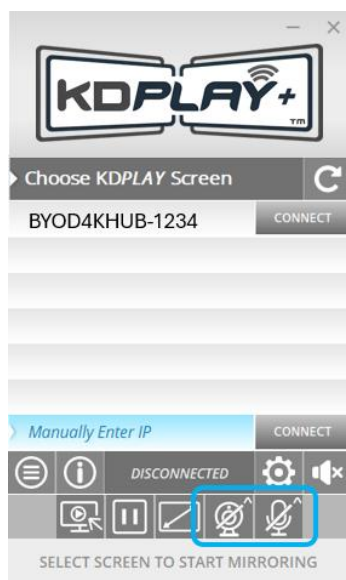 KDPLAY+
TM
Choose KDPLAY Screen
BYOD4KHUB-1234 CONNECT
Manually Enter IP CONNECT
DISCONNECTED
SELECT SCREEN TO START MIRRORING